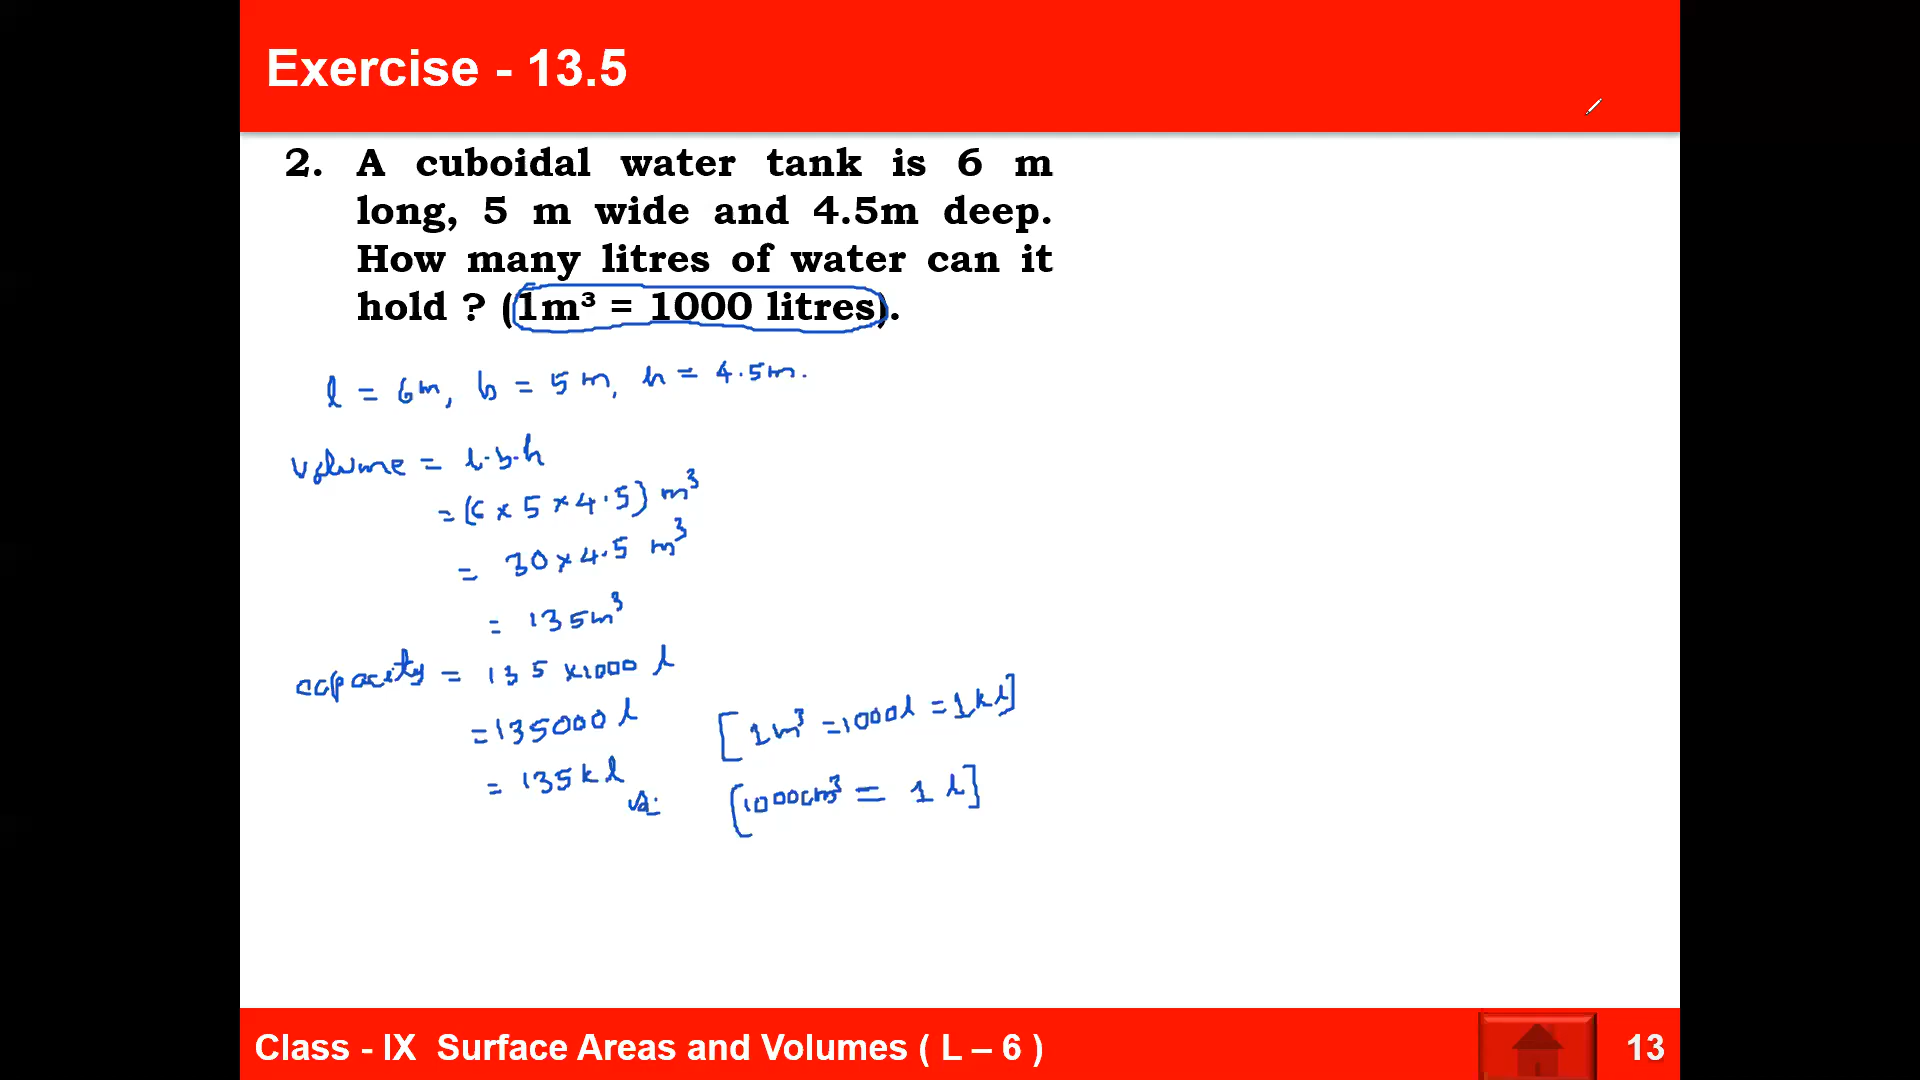 Exercise - 13.5
2. A cuboidal water tank is 6 m
long, 5 m wide and 4.5m deep.
How many litres of water can it
hold ? (1m³ = 1000 litres).
l = 6m, b = 5m, h = 4.5m.
volume = l.b.h
= (6 × 5 × 4.5) m³
= 30 × 4.5 m³
= 135m³
capacity = 135 × 1000 l
= 135000 l
= 135 kl
[1m³ = 1000l = 1kl]
[1000cm³ = 1 l]
Class - IX Surface Areas and Volumes ( L – 6 )
13